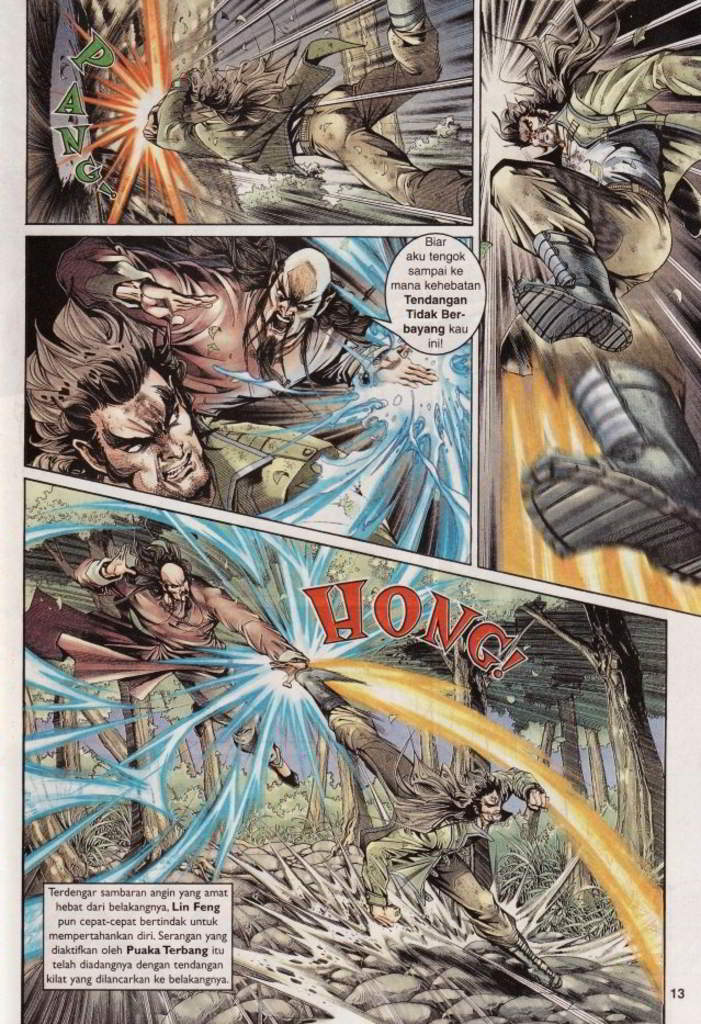 PANG!
Biar
aku tengok
sampai ke
mana kehebatan
Tendangan
Tidak Ber-
bayang kau
ini!
HONG!
Terdengar sambaran angin yang amat
hebat dari belakangnya, Lin Feng
pun cepat-cepat bertindak untuk
mempertahankan diri. Serangan yang
diaktifkan oleh Puaka Terbang itu
telah diadangnya dengan tendangan
kilat yang dilancarkan ke belakangnya.
13